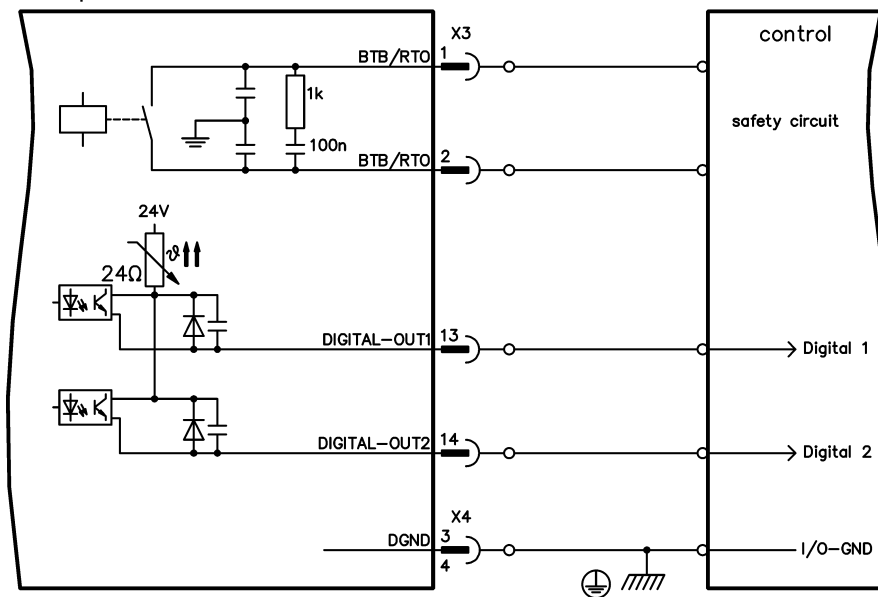 X3
control
BTB/RTO 1
1k
safety circuit
100n
BTB/RTO 2
24V
ϑ
24Ω
DIGITAL-OUT1 13
Digital 1
DIGITAL-OUT2 14
Digital 2
X4
DGND 3
I/O-GND
4